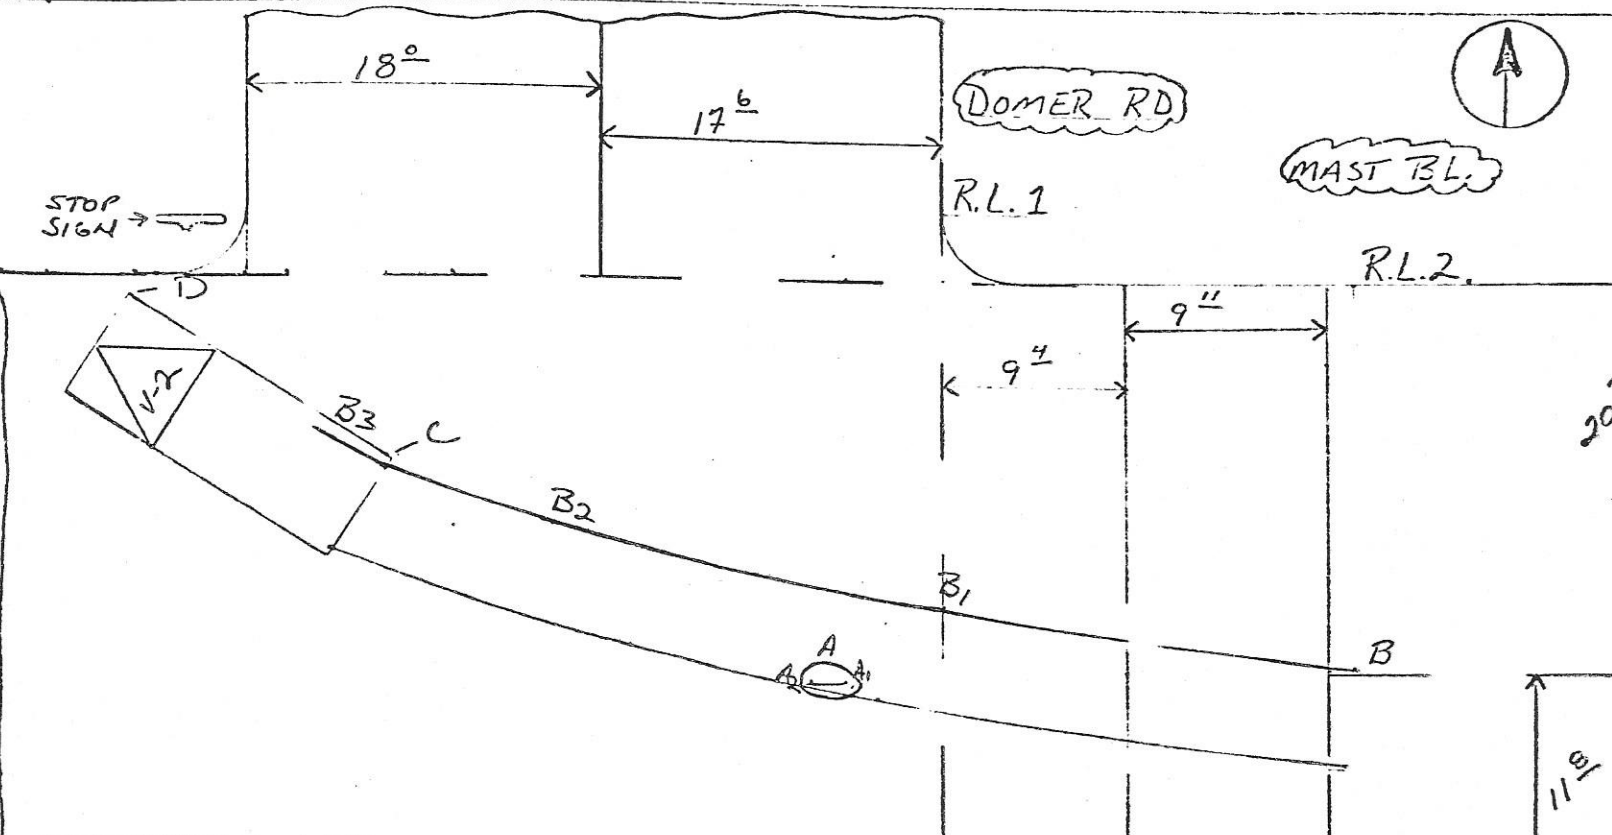 18⁰
17⁶
DOMER RD
MAST BL.
STOP
SIGN →
R.L.1
R.L.2.
D
9¹¹
9⁴
V-2
B3
C
B2
B1
A
A2
A1
B
11⁸